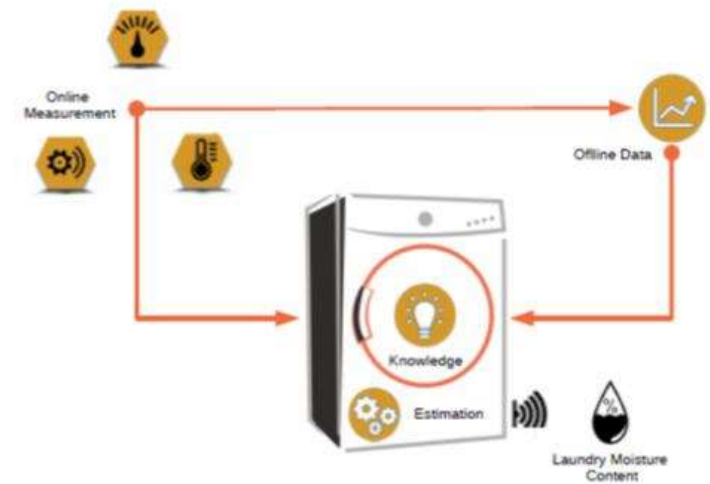 Online
Measurement
Offline Data
Knowledge
Estimation
%
Laundry Moisture
Content